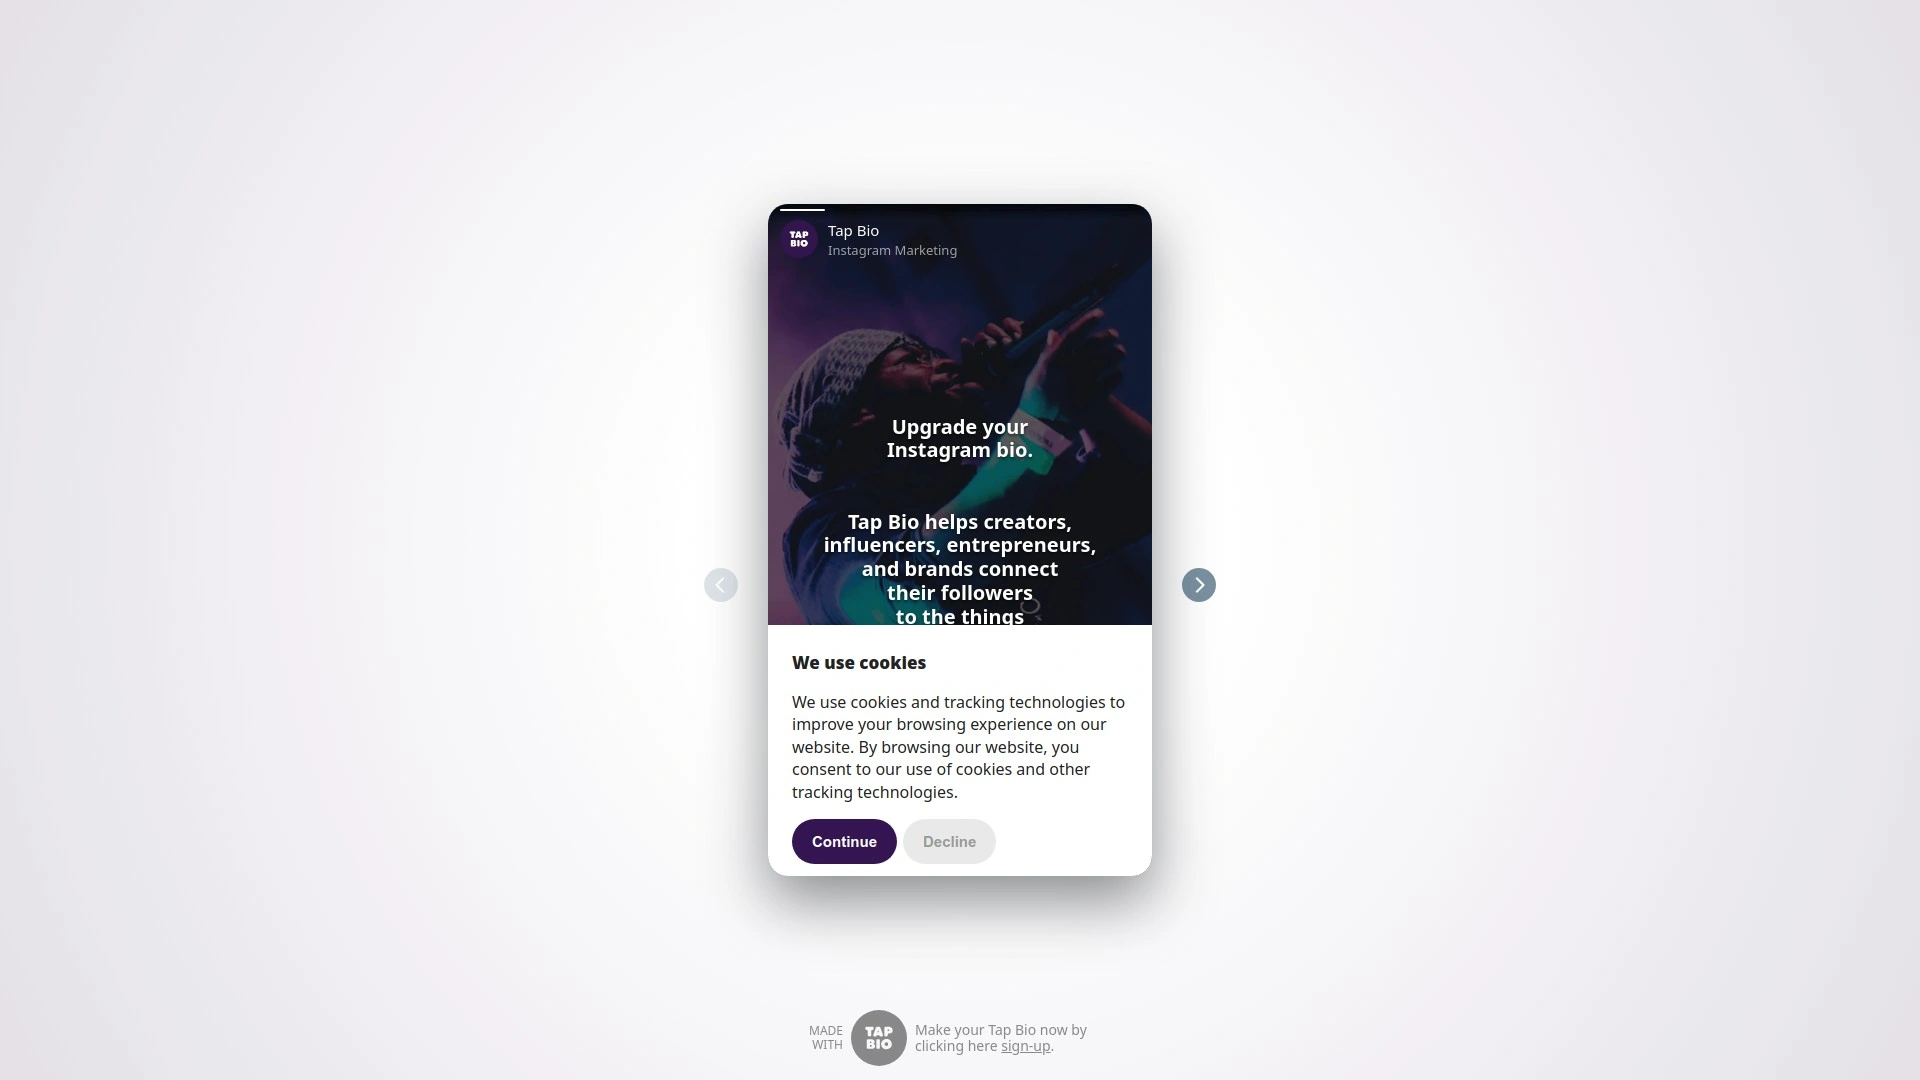 TAP
BIO
Tap Bio
Instagram Marketing
Upgrade your
Instagram bio.
Tap Bio helps creators,
influencers, entrepreneurs,
and brands connect
their followers
to the things
We use cookies
We use cookies and tracking technologies to
improve your browsing experience on our
website. By browsing our website, you
consent to our use of cookies and other
tracking technologies.
Continue
Decline
MADE
WITH
TAP
BIO
Make your Tap Bio now by
clicking here sign-up.